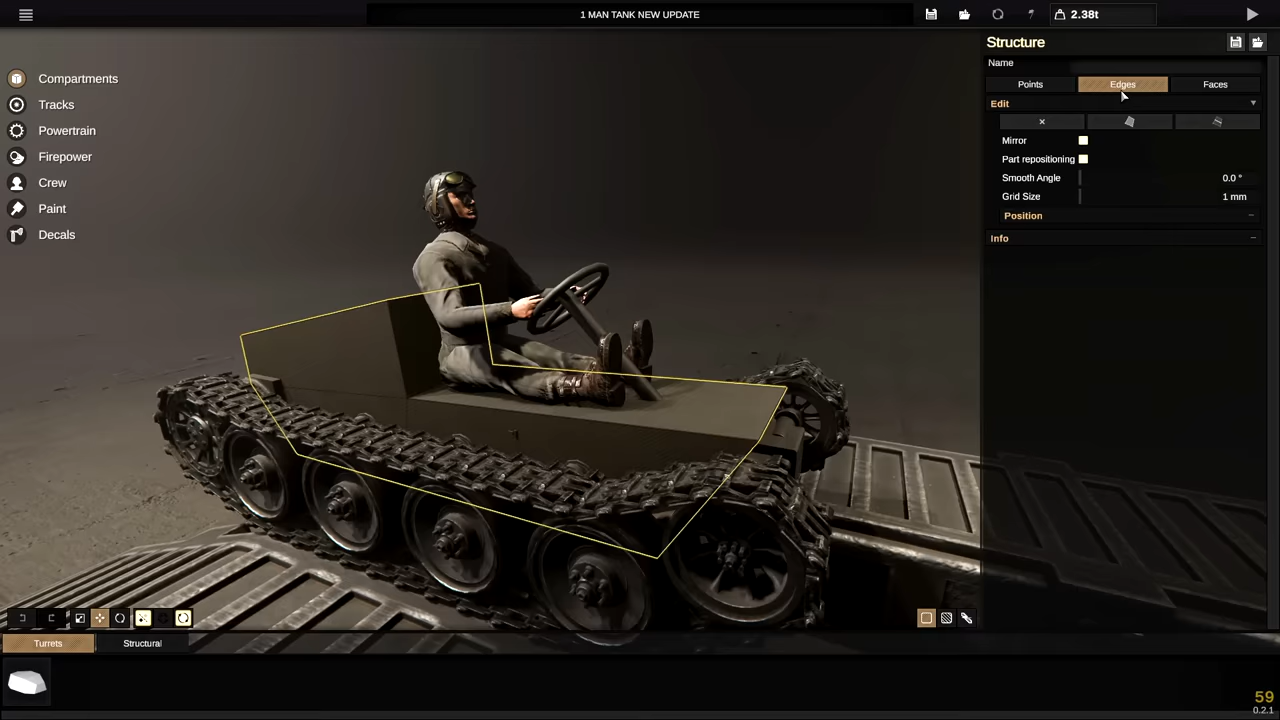 1 MAN TANK NEW UPDATE
2.38t
Compartments
Tracks
Powertrain
Firepower
Crew
Paint
Decals
Structure
Name
Points
Edges
Faces
Edit
Mirror
Part repositioning
Smooth Angle
0.0 °
Grid Size
1 mm
Position
Info
Turrets
Structural
59
0.2.1